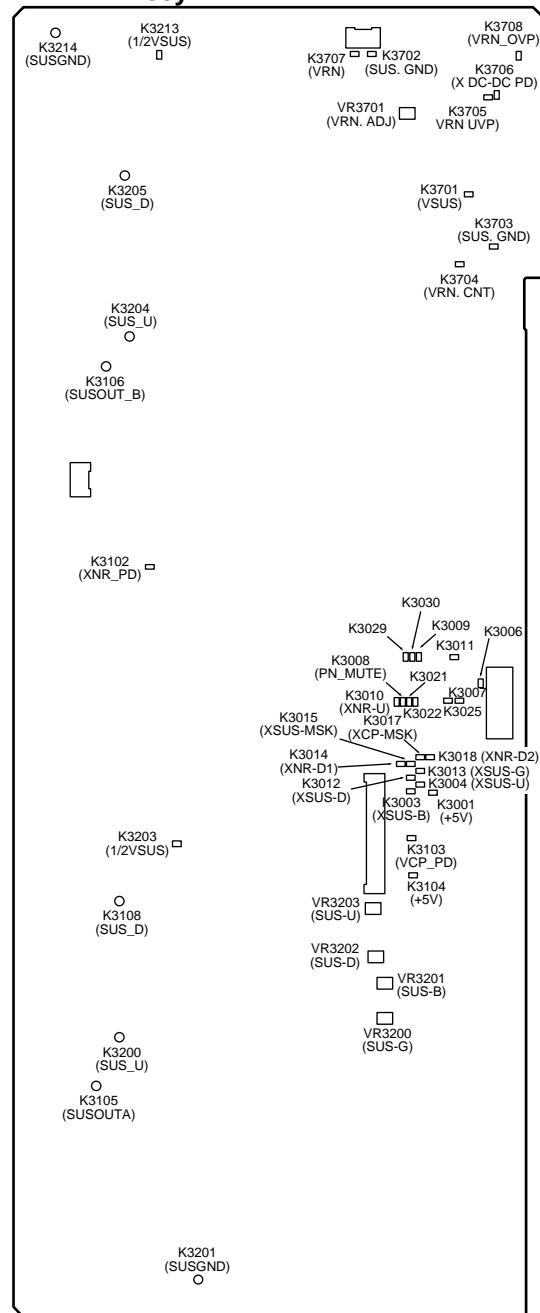 K3213
(1/2VSUS)
K3214
(SUSGND)
K3707
(VRN)
K3702
(SUS. GND)
K3708
(VRN_OVP)
K3706
(X DC-DC PD)
VR3701
(VRN. ADJ)
K3705
VRN UVP)
K3205
(SUS_D)
K3701
(VSUS)
K3703
(SUS. GND)
K3704
(VRN. CNT)
K3204
(SUS_U)
K3106
(SUSOUT_B)
K3102
(XNR_PD)
K3030
K3029
K3009
K3006
K3011
K3008
(PN_MUTE)
K3021
K3010
(XNR-U)
K3007
K3022
K3025
K3015
(XSUS-MSK)
K3017
(XCP-MSK)
K3014
(XNR-D1)
K3018 (XNR-D2)
K3013 (XSUS-G)
K3012
(XSUS-D)
K3004 (XSUS-U)
K3003
(XSUS-B)
K3001
(+5V)
K3203
(1/2VSUS)
K3103
(VCP_PD)
K3104
(+5V)
K3108
(SUS_D)
VR3203
(SUS-U)
VR3202
(SUS-D)
VR3201
(SUS-B)
VR3200
(SUS-G)
K3200
(SUS_U)
K3105
(SUSOUTA)
K3201
(SUSGND)